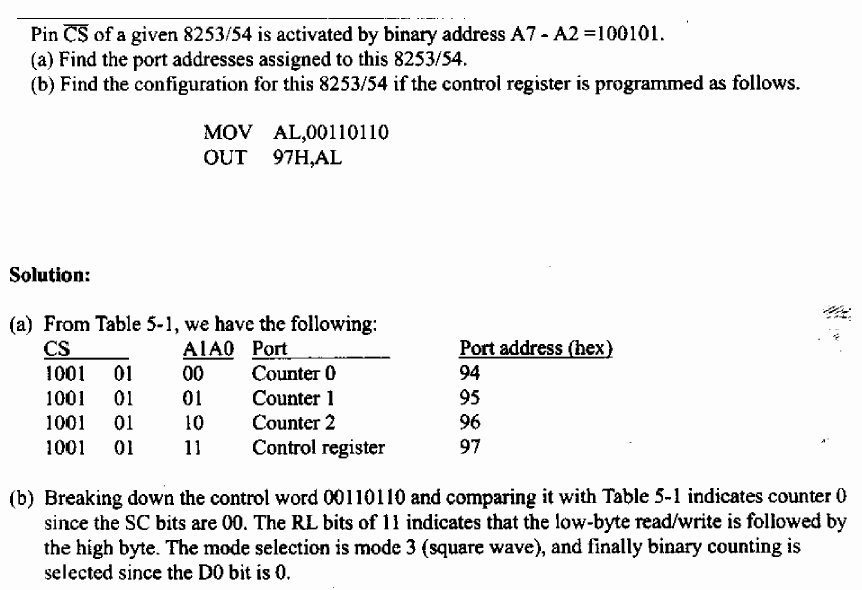 Pin C̅S̅ of a given 8253/54 is activated by binary address A7 - A2 =100101.
(a) Find the port addresses assigned to this 8253/54.
(b) Find the configuration for this 8253/54 if the control register is programmed as follows.
MOV AL,00110110
OUT 97H,AL
Solution:
(a) From Table 5-1, we have the following:
CS A1A0 Port Port address (hex)
1001 01 00 Counter 0 94
1001 01 01 Counter 1 95
1001 01 10 Counter 2 96
1001 01 11 Control register 97
(b) Breaking down the control word 00110110 and comparing it with Table 5-1 indicates counter 0
since the SC bits are 00. The RL bits of 11 indicates that the low-byte read/write is followed by
the high byte. The mode selection is mode 3 (square wave), and finally binary counting is
selected since the D0 bit is 0.